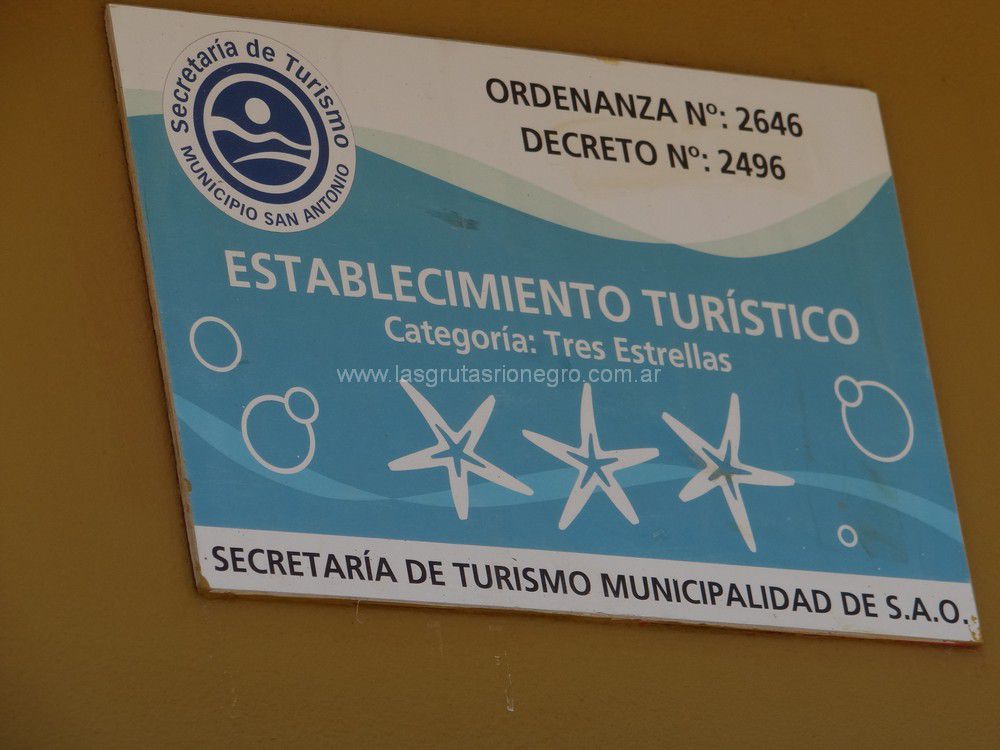 Secretaría de Turismo
MUNICIPIO SAN ANTONIO
ORDENANZA Nº: 2646
DECRETO Nº: 2496
ESTABLECIMIENTO TURÍSTICO
Categoría: Tres Estrellas
www.lasgrutasrionegro.com.ar
SECRETARÍA DE TURISMO MUNICIPALIDAD DE S.A.O.